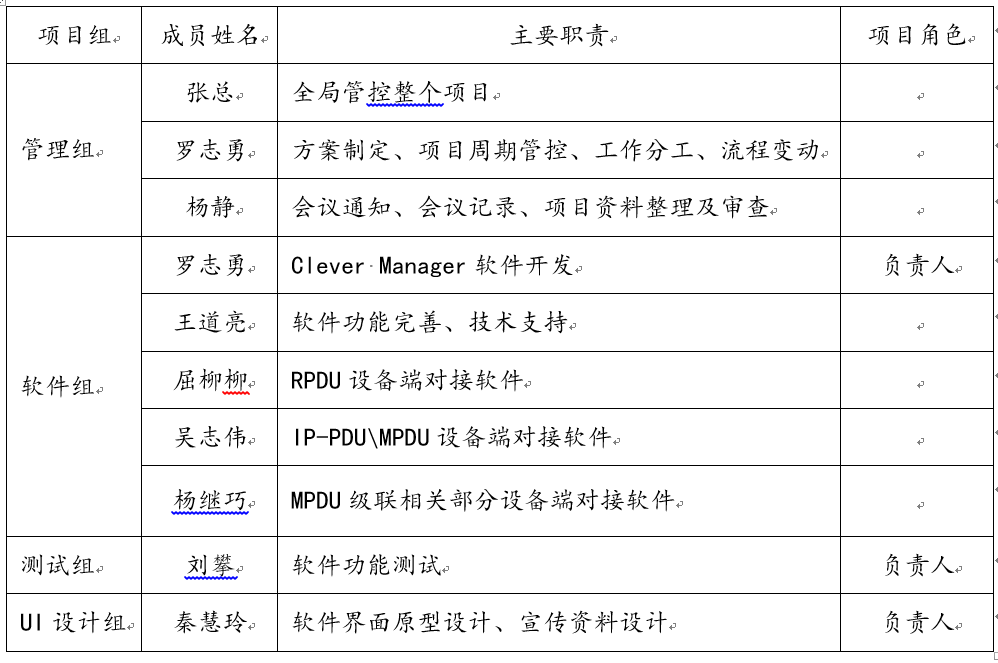 项目组 成员姓名 主要职责 项目角色
管理组 张总 全局管控整个项目
罗志勇 方案制定、项目周期管控、工作分工、流程变动
杨静 会议通知、会议记录、项目资料整理及审查
软件组 罗志勇 Clever Manager 软件开发 负责人
王道亮 软件功能完善、技术支持
屈柳柳 RPDU 设备端对接软件
吴志伟 IP-PDU\MPDU 设备端对接软件
杨继巧 MPDU 级联相关部分设备端对接软件
测试组 刘攀 软件功能测试 负责人
UI 设计组 秦慧玲 软件界面原型设计、宣传资料设计 负责人